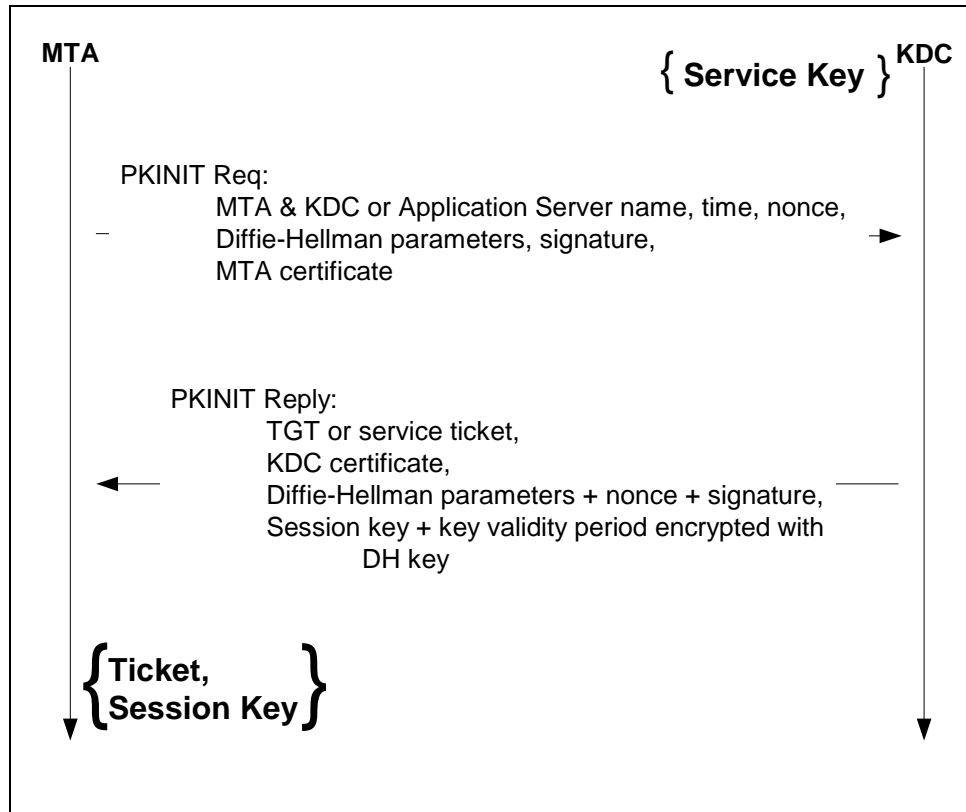 MTA
KDC
{ Service Key }
PKINIT Req:
MTA & KDC or Application Server name, time, nonce,
Diffie-Hellman parameters, signature,
MTA certificate
PKINIT Reply:
TGT or service ticket,
KDC certificate,
Diffie-Hellman parameters + nonce + signature,
Session key + key validity period encrypted with
DH key
{Ticket,
Session Key}